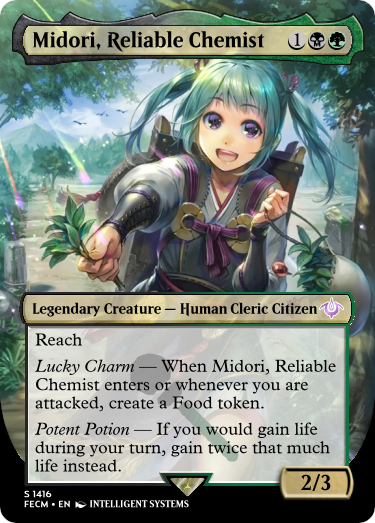 Midori, Reliable Chemist 1
Legendary Creature — Human Cleric Citizen
Reach
Lucky Charm — When Midori, Reliable
Chemist enters or whenever you are
attacked, create a Food token.
Potent Potion — If you would gain life
during your turn, gain twice that much
life instead.
2/3
S 1416
FECM • EN INTELLIGENT SYSTEMS